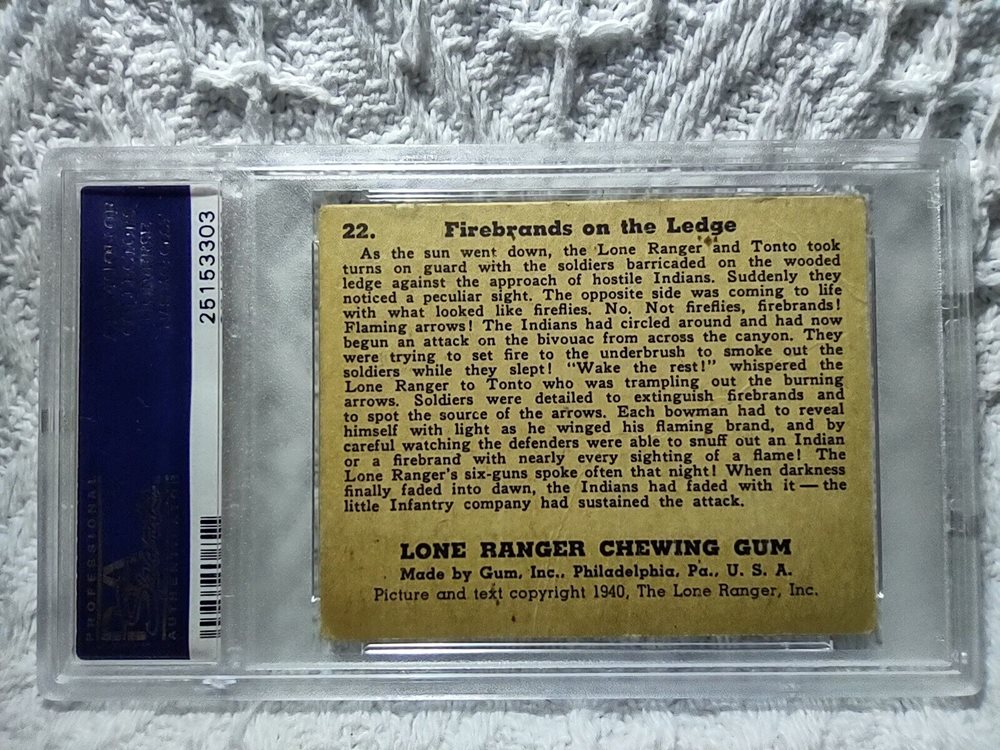 22. Firebrands on the Ledge
As the sun went down, the Lone Ranger and Tonto took
turns on guard with the soldiers barricaded on the wooded
ledge against the approach of hostile Indians. Suddenly they
noticed a peculiar sight. The opposite side was coming to life
with what looked like fireflies. No. Not fireflies, firebrands!
Flaming arrows! The Indians had circled around and had now
begun an attack on the bivouac from across the canyon. They
were trying to set fire to the underbrush to smoke out the
soldiers while they slept! "Wake the rest!" whispered the
Lone Ranger to Tonto who was trampling out the burning
arrows. Soldiers were detailed to extinguish firebrands and
to spot the source of the arrows. Each bowman had to reveal
himself with light as he winged his flaming brand, and by
careful watching the defenders were able to snuff out an Indian
or a firebrand with nearly every sighting of a flame! The
Lone Ranger's six-guns spoke often that night! When darkness
finally faded into dawn, the Indians had faded with it — the
little Infantry company had sustained the attack.
LONE RANGER CHEWING GUM
Made by Gum, Inc., Philadelphia, Pa., U. S. A.
Picture and text copyright 1940, The Lone Ranger, Inc.
25153303
PROFESSIONAL